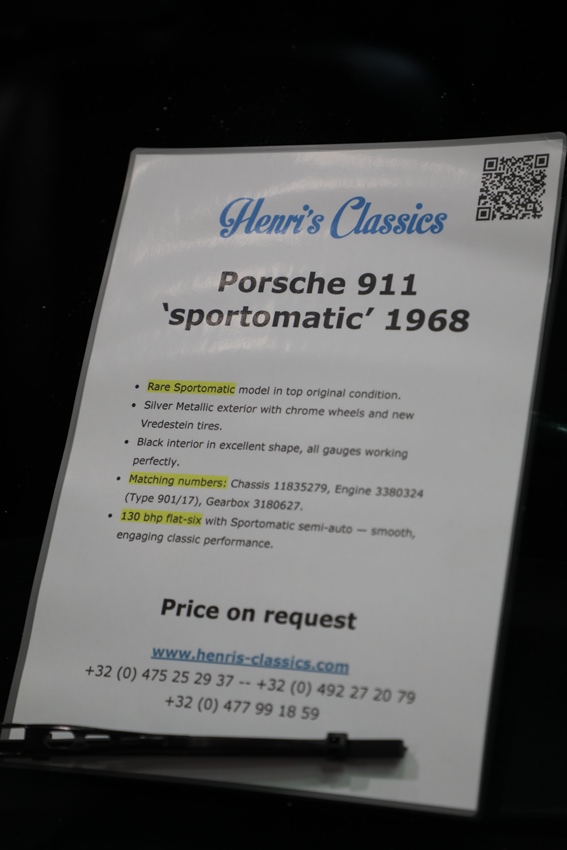 Henri's Classics
Porsche 911
‘sportomatic’ 1968
• Rare Sportomatic model in top original condition.
• Silver Metallic exterior with chrome wheels and new
Vredestein tires.
• Black interior in excellent shape, all gauges working
perfectly.
• Matching numbers: Chassis 11835279, Engine 3380324
(Type 901/17), Gearbox 3180627.
• 130 bhp flat-six with Sportomatic semi-auto — smooth,
engaging classic performance.
Price on request
www.henris-classics.com
+32 (0) 475 25 29 37 -- +32 (0) 492 27 20 79
+32 (0) 477 99 18 59